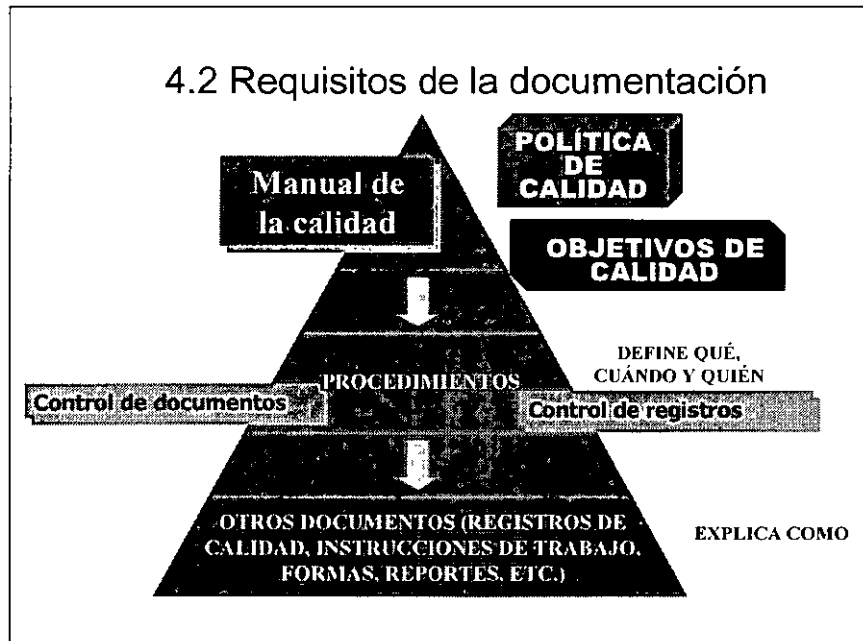 4.2 Requisitos de la documentación
POLÍTICA
DE
CALIDAD
Manual de
la calidad
OBJETIVOS DE
CALIDAD
DEFINE QUÉ,
CUÁNDO Y QUIÉN
PROCEDIMIENTOS
Control de documentos
Control de registros
OTROS DOCUMENTOS (REGISTROS DE
CALIDAD, INSTRUCCIONES DE TRABAJO,
FORMAS, REPORTES, ETC.)
EXPLICA COMO